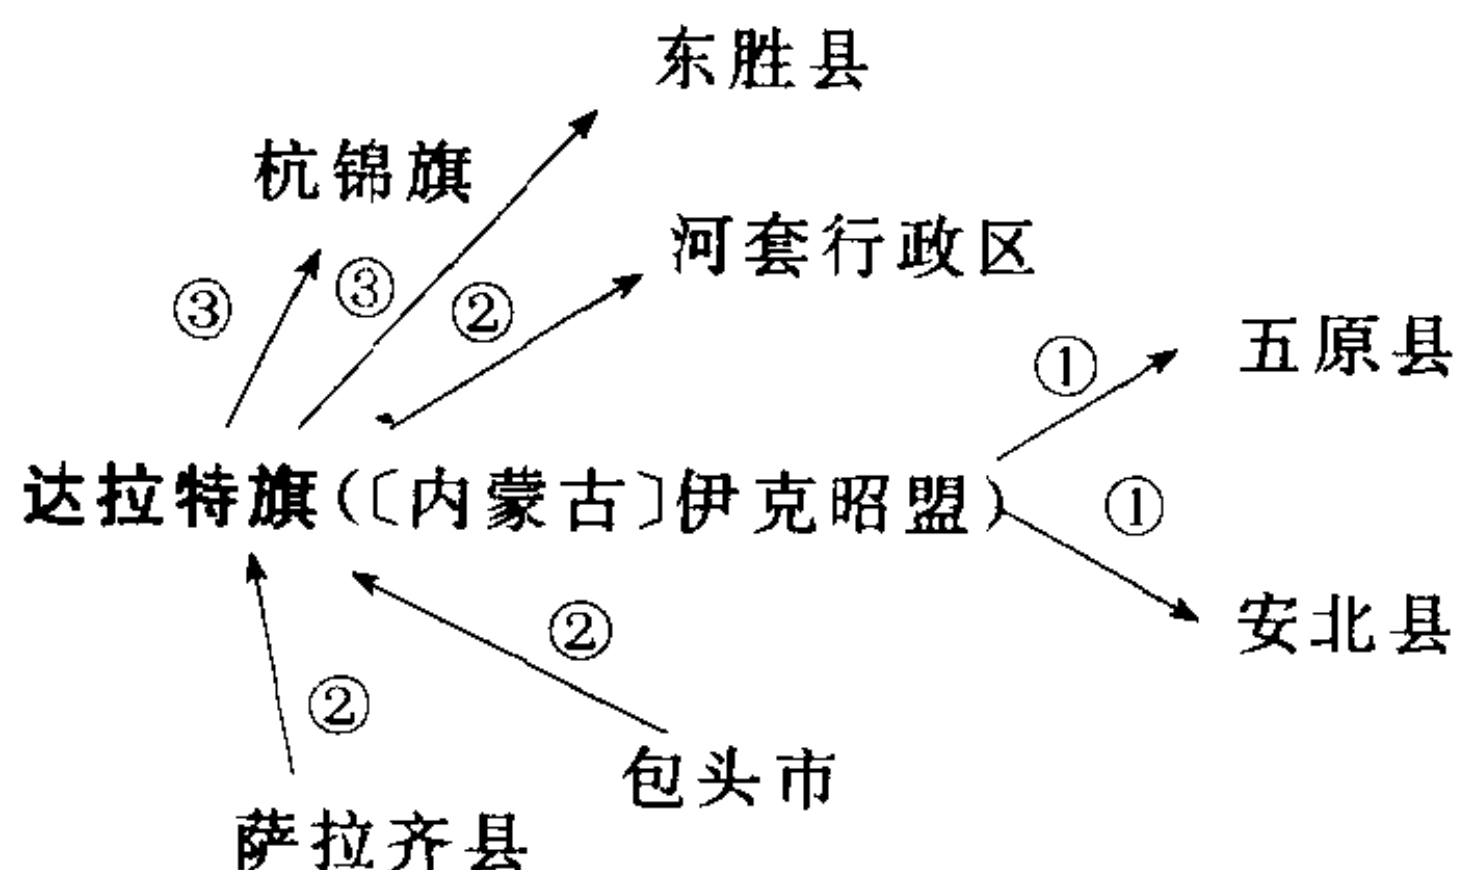 东胜县
杭锦旗
河套行政区
③
③
②
①
五原县
达拉特旗(〔内蒙古〕伊克昭盟)
①
安北县
②
②
包头市
萨拉齐县